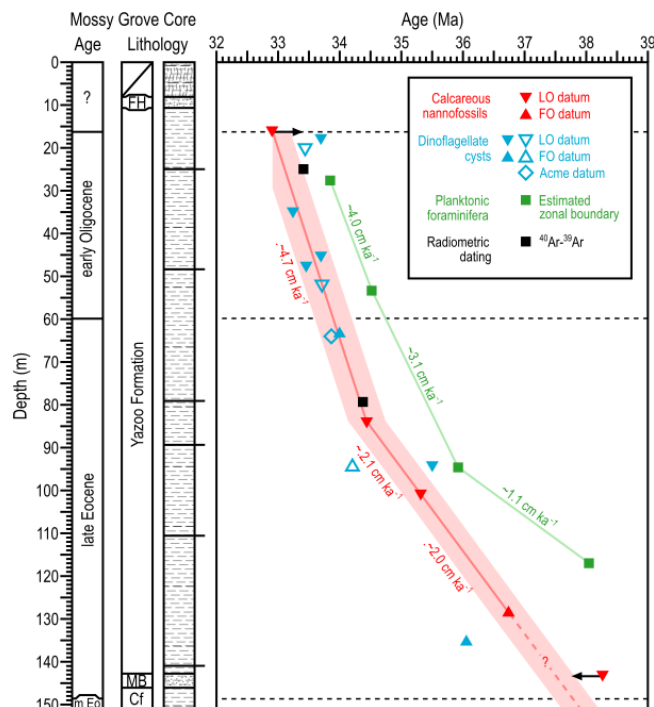 Mossy Grove Core
Age Lithology
Age (Ma)
32 33 34 35 36 37 38 39
Depth (m)
0
10
20
30
40
50
60
70
80
90
100
110
120
130
140
150
?
early Oligocene
late Eocene
m Eo
FH
Yazoo Formation
MB
Cf
Calcareous nannofossils
LO datum
FO datum
Dinoflagellate cysts
LO datum
FO datum
Acme datum
Planktonic foraminifera
Estimated zonal boundary
Radiometric dating
⁴⁰Ar-³⁹Ar
~4.7 cm ka⁻¹
~4.0 cm ka⁻¹
~3.1 cm ka⁻¹
~2.1 cm ka⁻¹
~1.1 cm ka⁻¹
~2.0 cm ka⁻¹
?